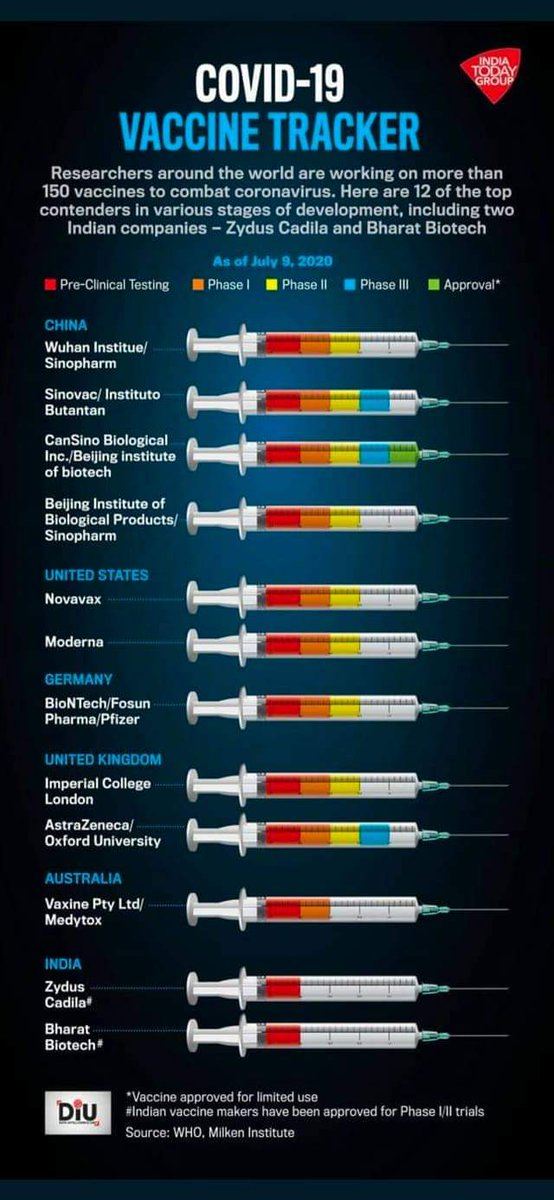 INDIA
TODAY
GROUP
COVID-19
VACCINE TRACKER
Researchers around the world are working on more than
150 vaccines to combat coronavirus. Here are 12 of the top
contenders in various stages of development, including two
Indian companies – Zydus Cadila and Bharat Biotech
As of July 9, 2020
Pre-Clinical Testing Phase I Phase II Phase III Approval*
CHINA
Wuhan Institue/
Sinopharm
Sinovac/ Instituto
Butantan
CanSino Biological
Inc./Beijing institute
of biotech
Beijing Institute of
Biological Products/
Sinopharm
UNITED STATES
Novavax
Moderna
GERMANY
BioNTech/Fosun
Pharma/Pfizer
UNITED KINGDOM
Imperial College
London
AstraZeneca/
Oxford University
AUSTRALIA
Vaxine Pty Ltd/
Medytox
INDIA
Zydus
Cadila#
Bharat
Biotech#
DIU
*Vaccine approved for limited use
#Indian vaccine makers have been approved for Phase I/II trials
Source: WHO, Milken Institute